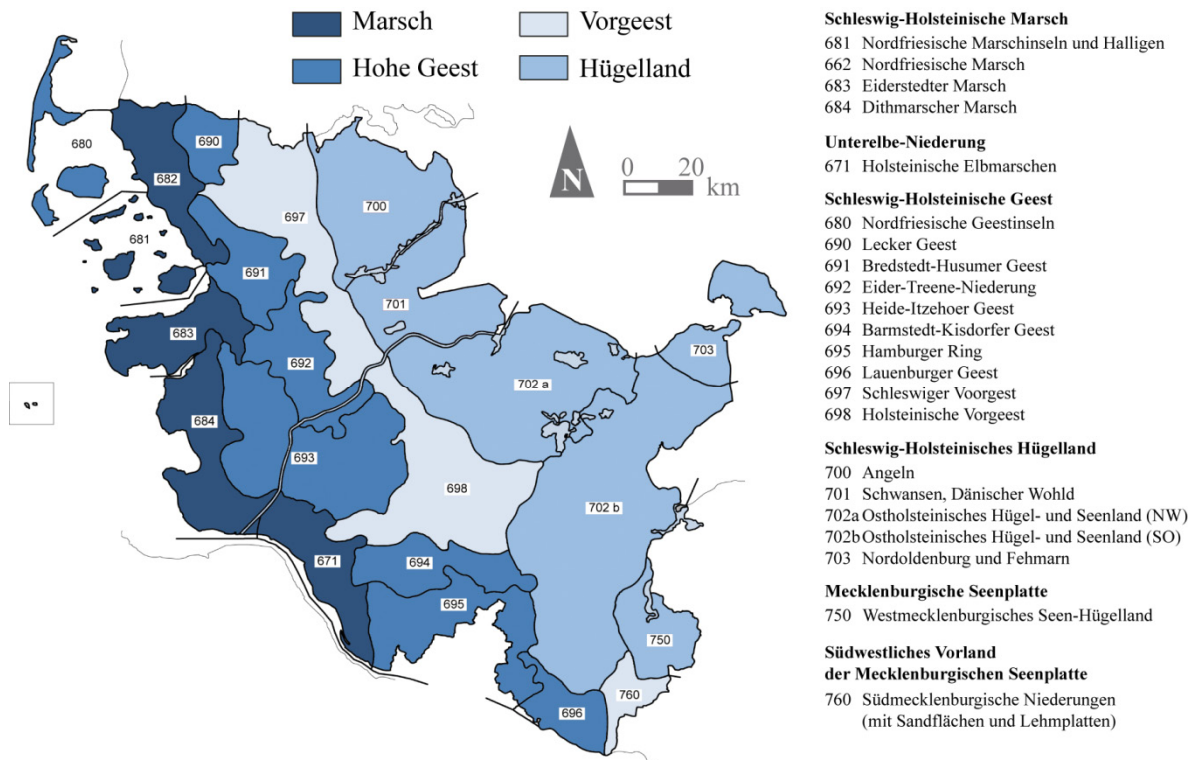 Marsch
Vorgeest
Hohe Geest
Hügelland
N
0 20
km
680
682
690
681
697
700
691
701
683
692
703
702 a
684
693
698
702 b
671
694
695
750
760
696
Schleswig-Holsteinische Marsch
681 Nordfriesische Marschinseln und Halligen
662 Nordfriesische Marsch
683 Eiderstedter Marsch
684 Dithmarscher Marsch
Unterelbe-Niederung
671 Holsteinische Elbmarschen
Schleswig-Holsteinische Geest
680 Nordfriesische Geestinseln
690 Lecker Geest
691 Bredstedt-Husumer Geest
692 Eider-Treene-Niederung
693 Heide-Itzehoer Geest
694 Barmstedt-Kisdorfer Geest
695 Hamburger Ring
696 Lauenburger Geest
697 Schleswiger Voorgest
698 Holsteinische Vorgeest
Schleswig-Holsteinisches Hügelland
700 Angeln
701 Schwansen, Dänischer Wohld
702a Ostholsteinisches Hügel- und Seenland (NW)
702b Ostholsteinisches Hügel- und Seenland (SO)
703 Nordoldenburg und Fehmarn
Mecklenburgische Seenplatte
750 Westmecklenburgisches Seen-Hügelland
Südwestliches Vorland
der Mecklenburgischen Seenplatte
760 Südmecklenburgische Niederungen
(mit Sandflächen und Lehmplatten)